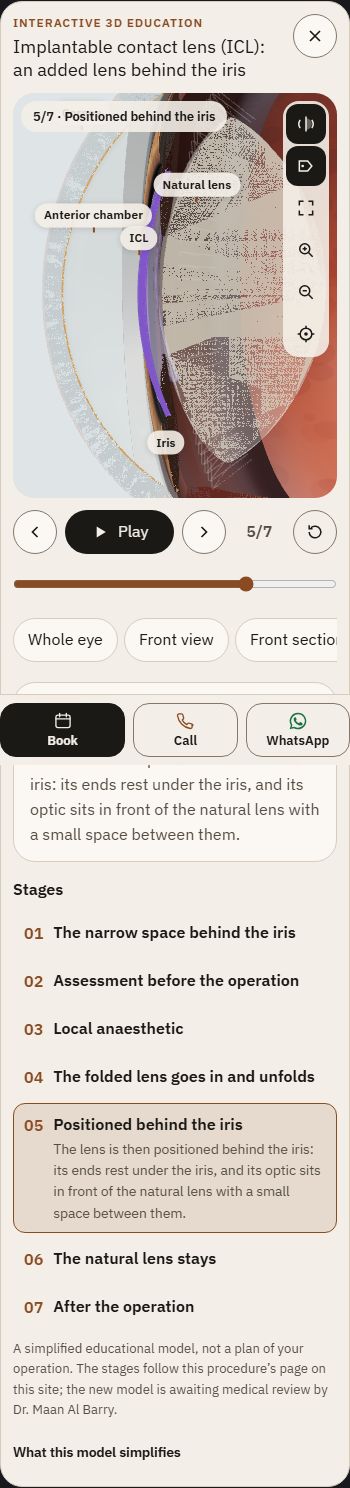 INTERACTIVE 3D EDUCATION
Implantable contact lens (ICL):
an added lens behind the iris
5/7 · Positioned behind the iris
Natural lens
Anterior chamber
ICL
Iris
Play
5/7
Whole eye
Front view
Front section
Book
Call
WhatsApp
iris: its ends rest under the iris, and its
optic sits in front of the natural lens with
a small space between them.
Stages
01 The narrow space behind the iris
02 Assessment before the operation
03 Local anaesthetic
04 The folded lens goes in and unfolds
05 Positioned behind the iris
The lens is then positioned behind the iris:
its ends rest under the iris, and its optic sits
in front of the natural lens with a small
space between them.
06 The natural lens stays
07 After the operation
A simplified educational model, not a plan of your
operation. The stages follow this procedure’s page on
this site; the new model is awaiting medical review by
Dr. Maan Al Barry.
What this model simplifies